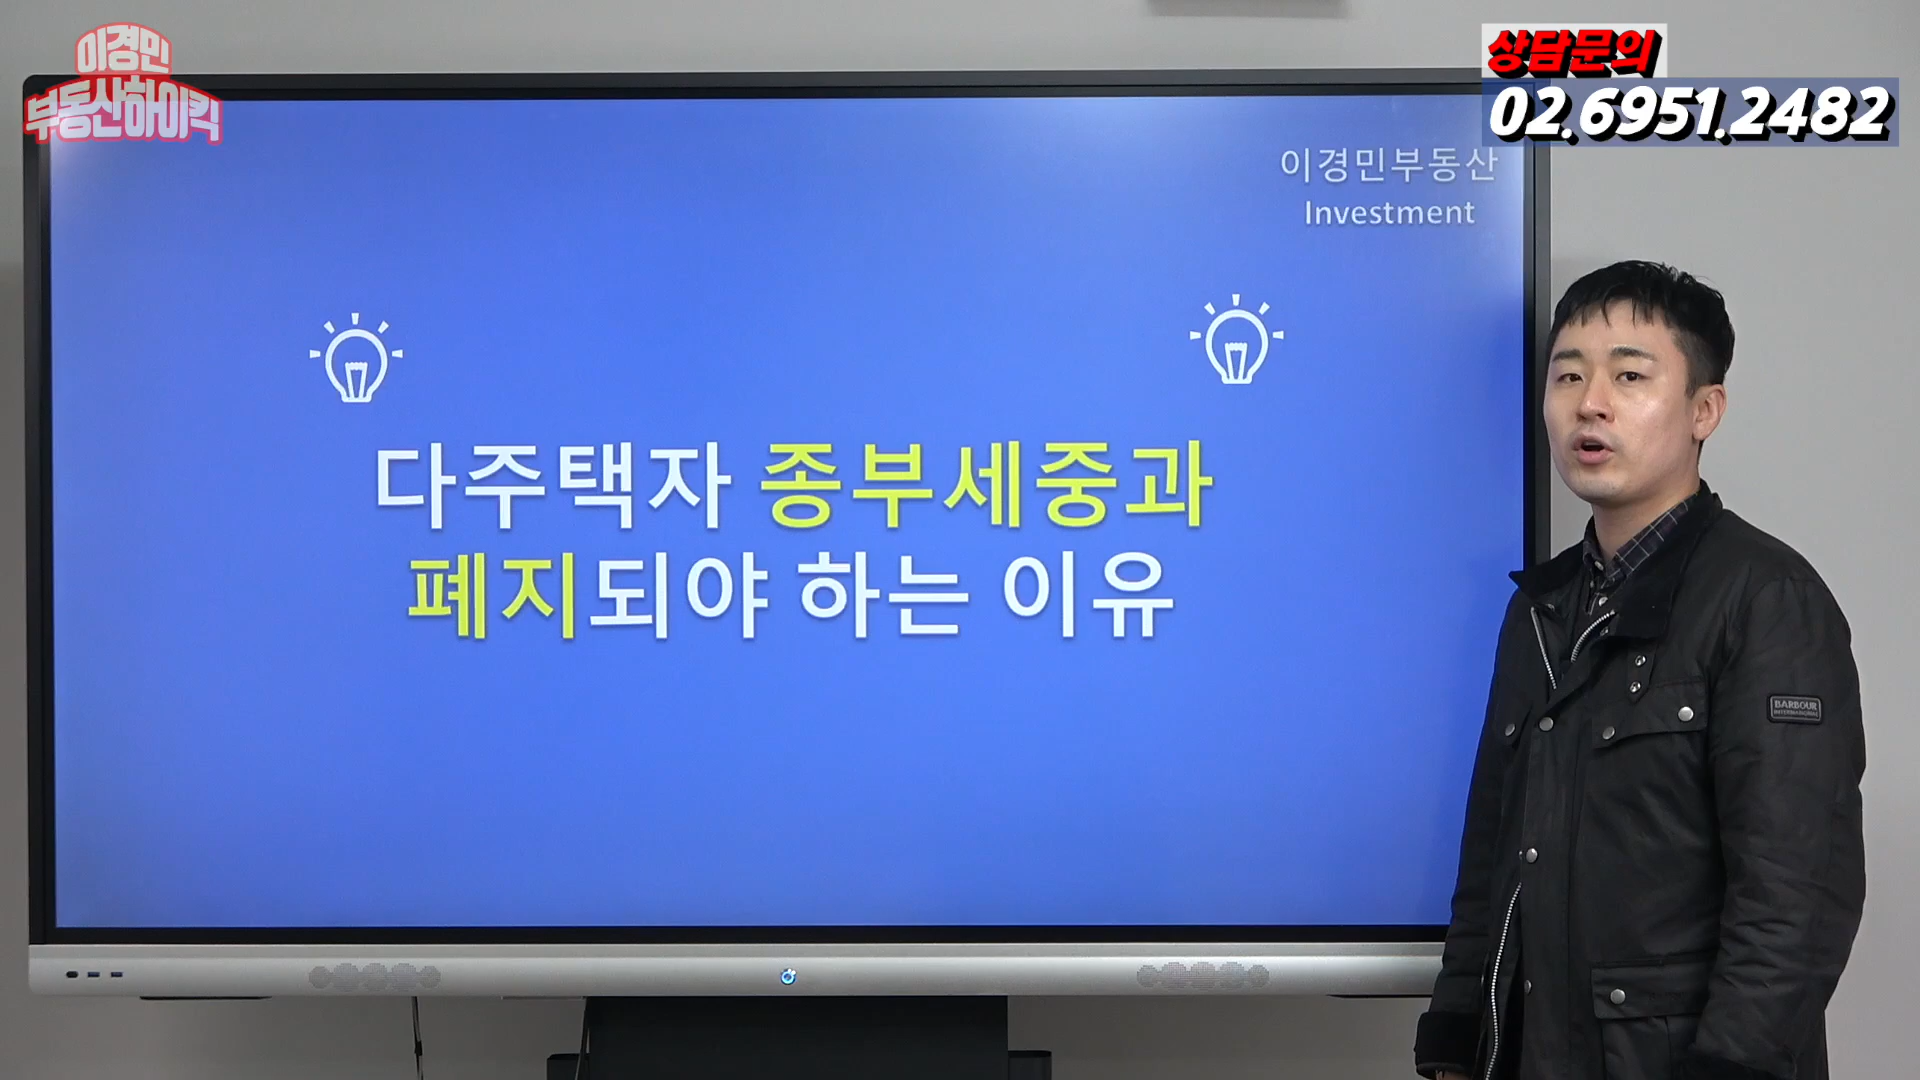 이경민
부동산하이킥
상담문의
02.6951.2482
이경민부동산
Investment
다주택자 종부세중과
폐지되야 하는 이유
BARBOUR
INTERNATIONAL